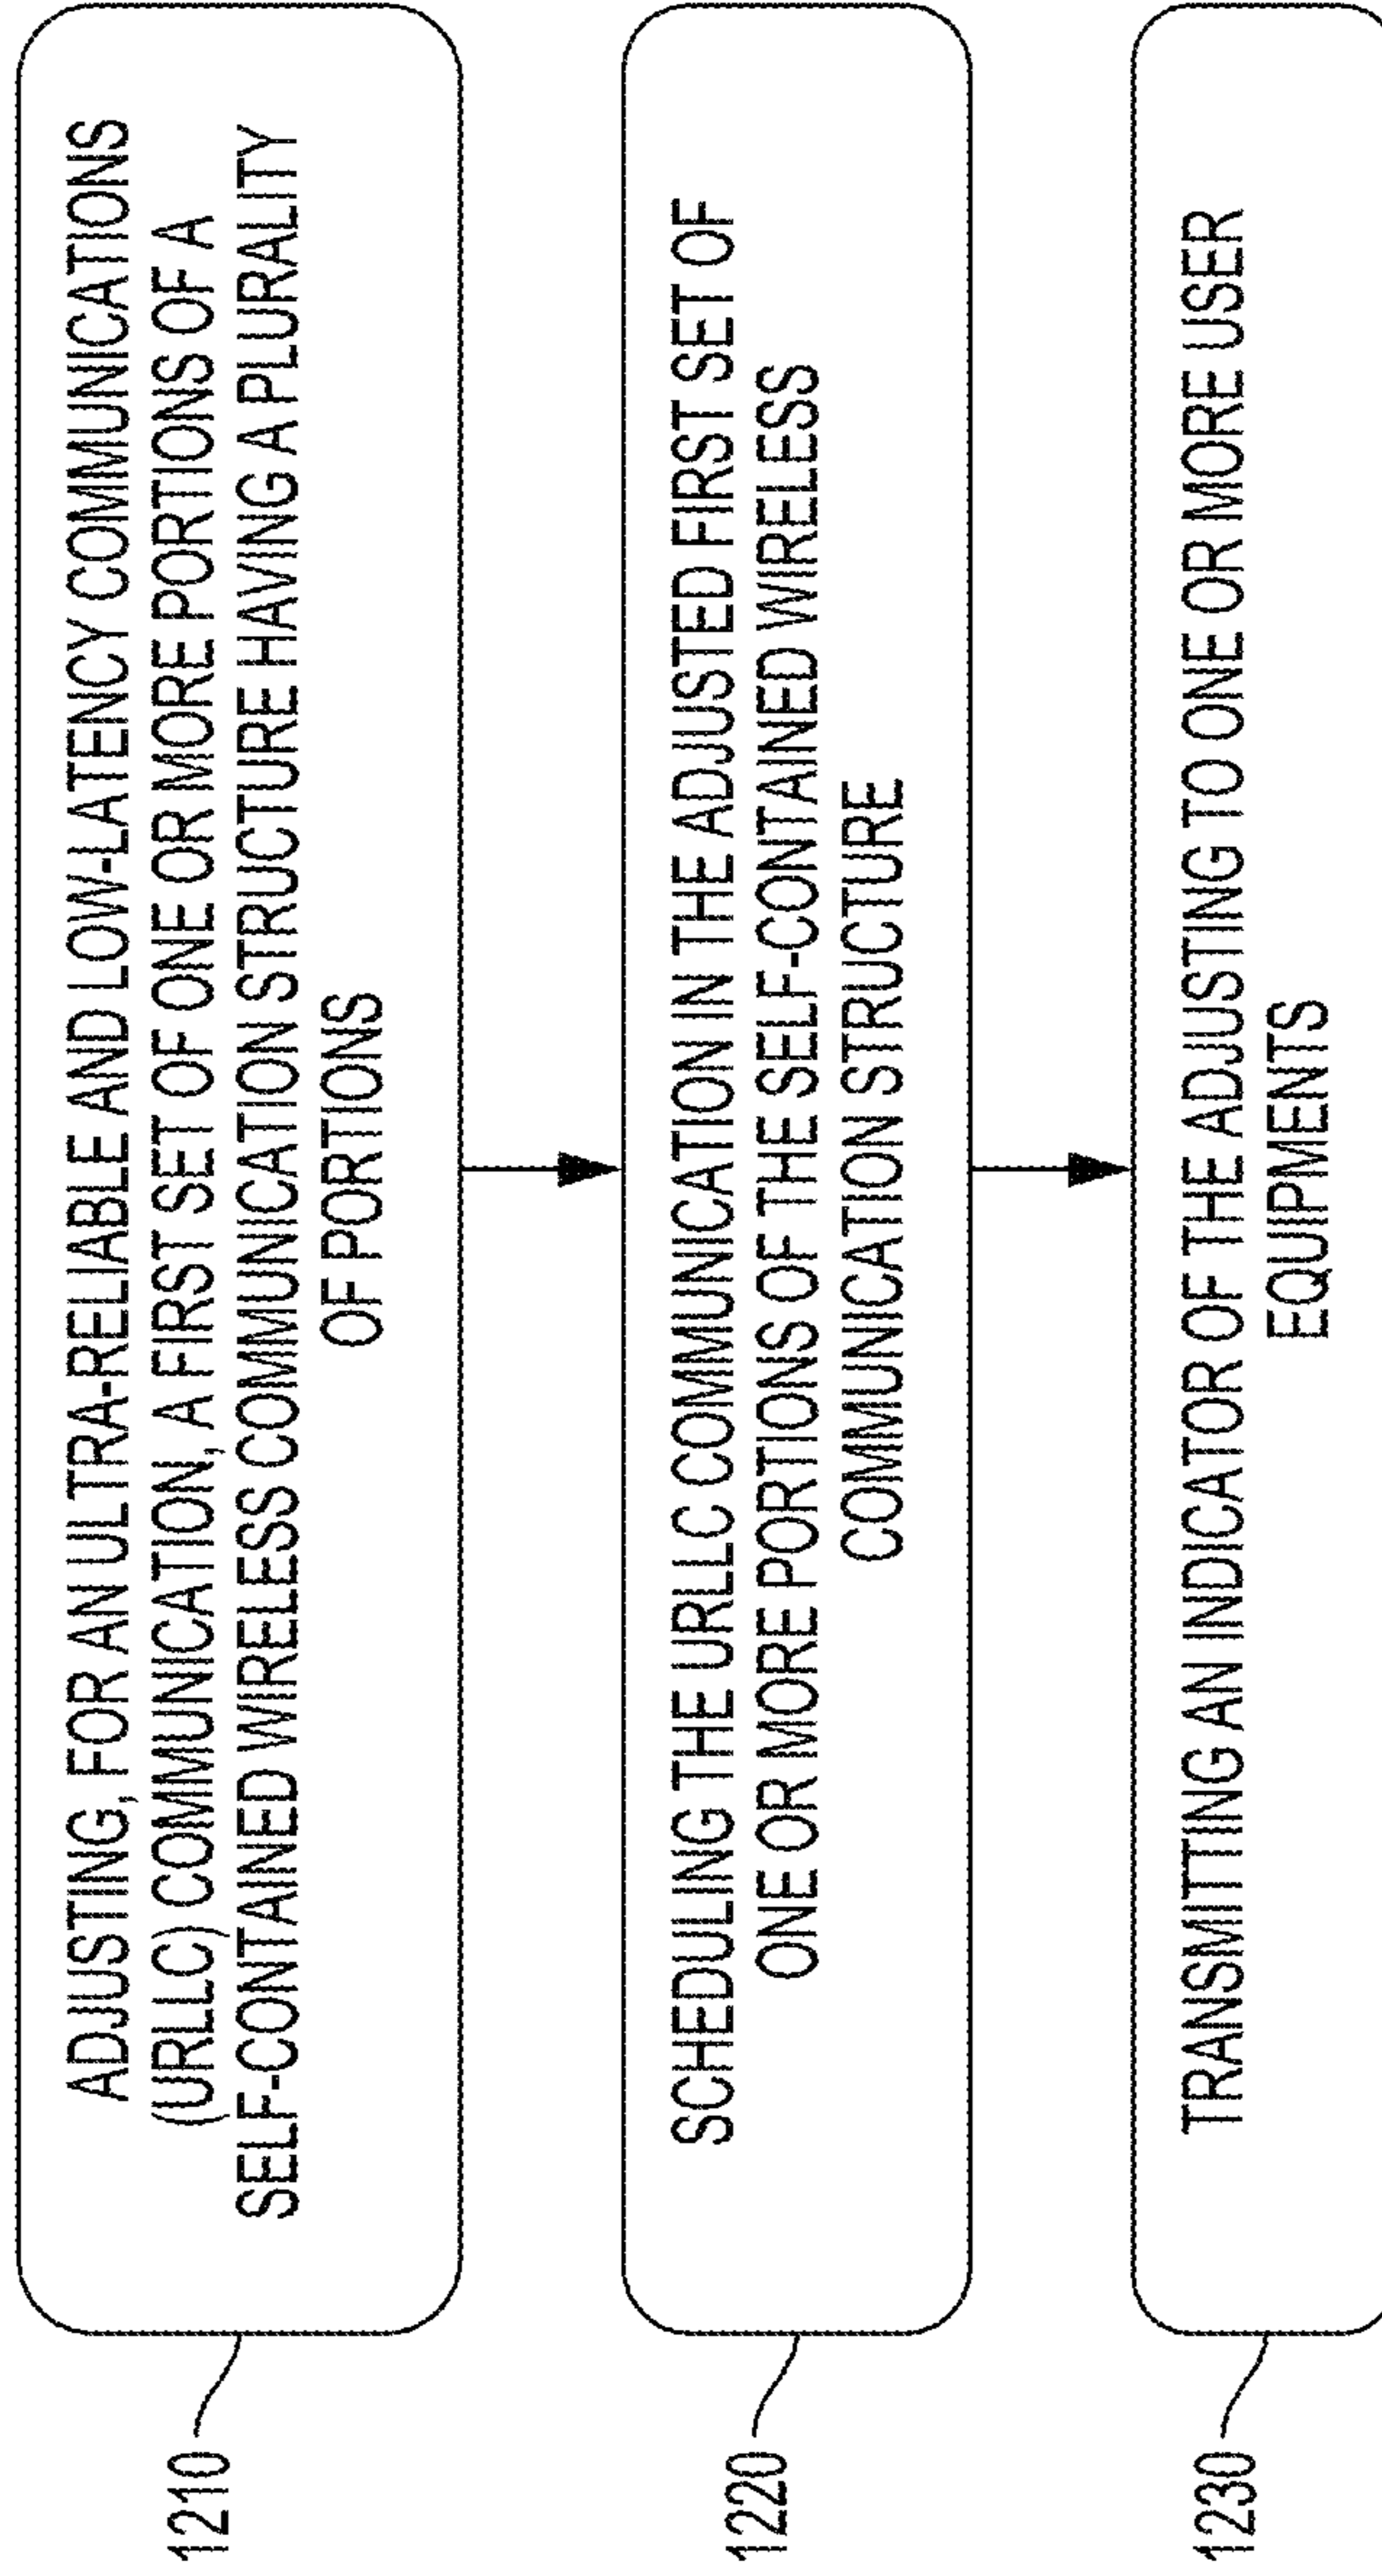 ADJUSTING, FOR AN ULTRA-RELIABLE AND LOW-LATENCY COMMUNICATIONS
(URLLC) COMMUNICATION, A FIRST SET OF ONE OR MORE PORTIONS OF A
SELF-CONTAINED WIRELESS COMMUNICATION STRUCTURE HAVING A PLURALITY
OF PORTIONS
1210
SCHEDULING THE URLLC COMMUNICATION IN THE ADJUSTED FIRST SET OF
ONE OR MORE PORTIONS OF THE SELF-CONTAINED WIRELESS
COMMUNICATION STRUCTURE
1220
TRANSMITTING AN INDICATOR OF THE ADJUSTING TO ONE OR MORE USER
EQUIPMENTS
1230